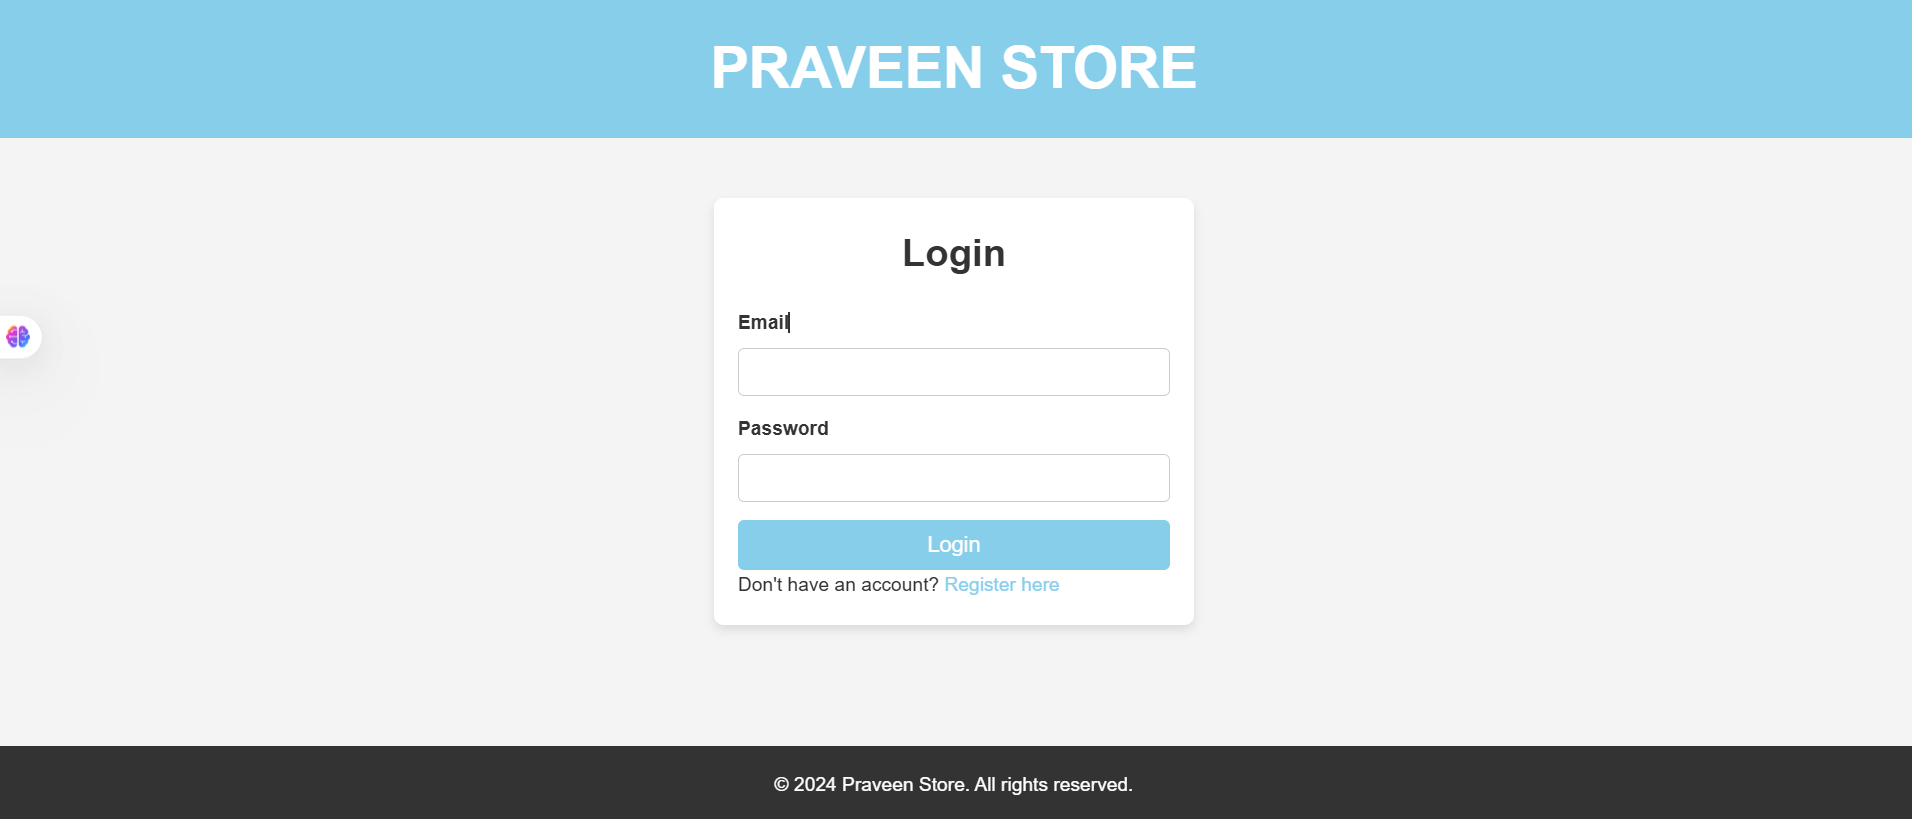 PRAVEEN STORE
Login
Email
Password
Login
Don't have an account? Register here
© 2024 Praveen Store. All rights reserved.